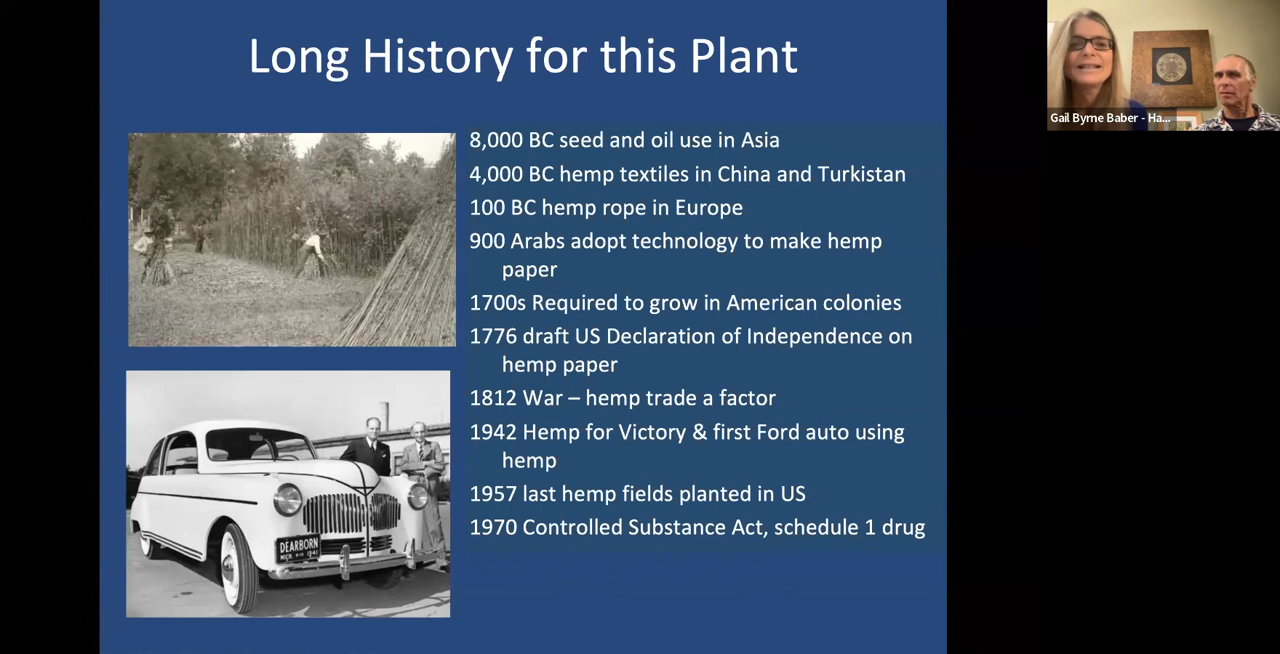 Long History for this Plant
8,000 BC seed and oil use in Asia
4,000 BC hemp textiles in China and Turkistan
100 BC hemp rope in Europe
900 Arabs adopt technology to make hemp
paper
1700s Required to grow in American colonies
1776 draft US Declaration of Independence on
hemp paper
1812 War – hemp trade a factor
1942 Hemp for Victory & first Ford auto using
hemp
1957 last hemp fields planted in US
1970 Controlled Substance Act, schedule 1 drug
DEARBORN
1941
Gail Byrne Baber - Ha...